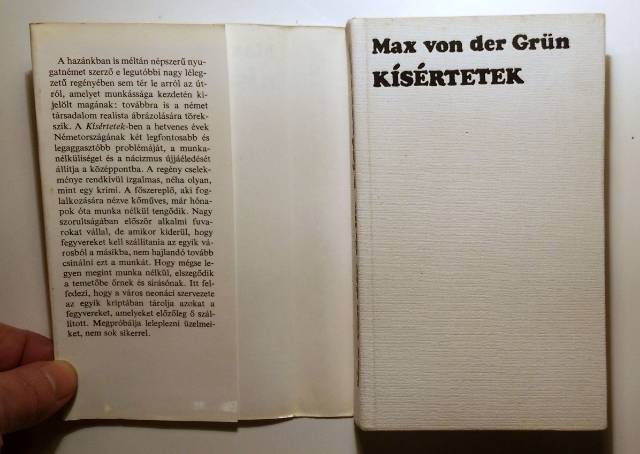 A hazánkban is méltán népszerű nyu-
gatnémet szerző e legutóbbi nagy léleg-
zetű regényében sem tér le arról az út-
ról, amelyet munkássága kezdetén ki-
jelölt magának: továbbra is a német
társadalom realista ábrázolására törek-
szik. A Kísértetek-ben a hetvenes évek
Németországának két legfontosabb és
legaggasztóbb problémáját, a munka-
nélküliséget és a nácizmus újjáéledését
állítja a középpontba. A regény cselek-
ménye rendkívül izgalmas, néha olyan,
mint egy krimi. A főszereplő, aki fog-
lalkozására nézve kőműves, már hóna-
pok óta munka nélkül tengődik. Nagy
szorultságában először alkalmi fuva-
rokat vállal, de amikor kiderül, hogy
fegyvereket kell szállítania az egyik vá-
rosból a másikba, nem hajlandó tovább
csinálni ezt a munkát. Hogy mégse le-
gyen megint munka nélkül, elszegődik
a temetőbe őrnek és sírásónak. Itt fel-
fedezi, hogy a város neonáci szervezete
az egyik kriptában tárolja azokat a
fegyvereket, amelyeket előzőleg ő szál-
lított. Megpróbálja leleplezni üzelmei-
ket, nem sok sikerrel.
Max von der Grün
KÍSÉRTETEK